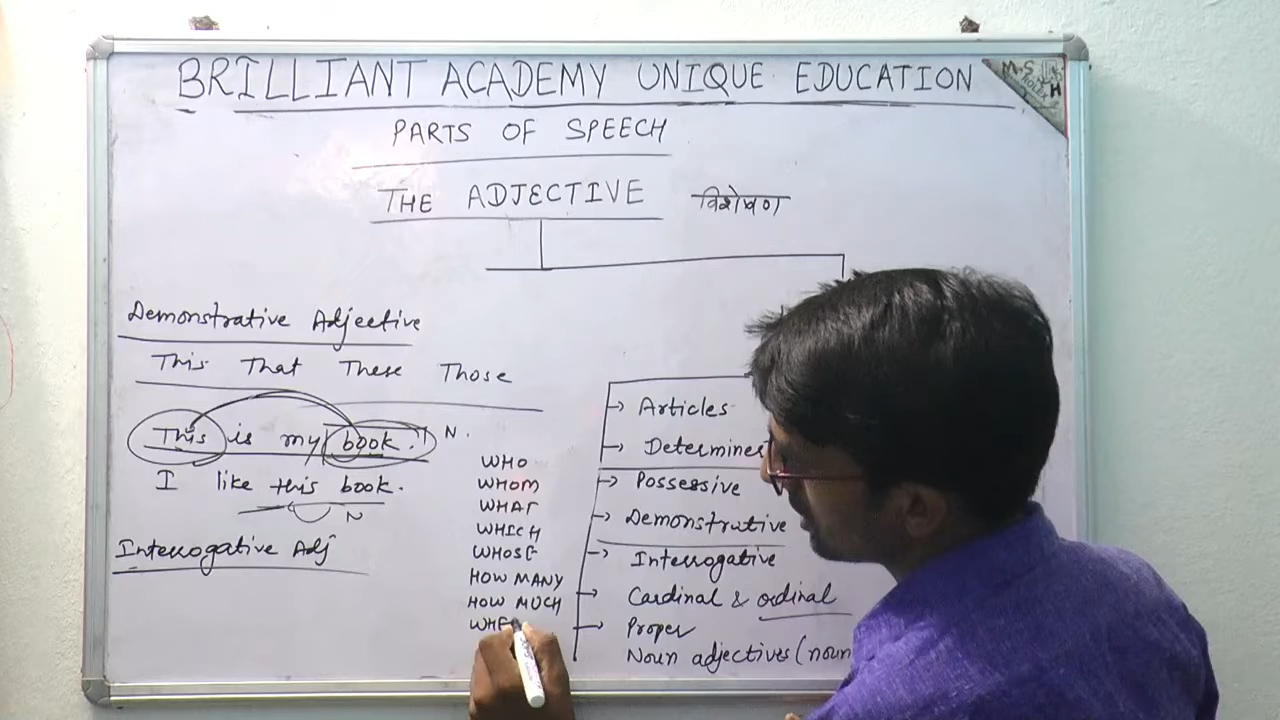 BRILLIANT ACADEMY UNIQUE EDUCATION
M.S
H
PARTS OF SPEECH
THE ADJECTIVE विशेषण
Demonstrative Adjective
This That These Those
This is my book. N.
I like this book.
N
Interrogative Adj
WHO
WHOM
WHAT
WHICH
WHOSE
HOW MANY
HOW MUCH
WHE
Articles
Determiners
Possessive
Demonstrative
Interrogative
Cardinal & ordinal
Proper
Noun adjectives (noun